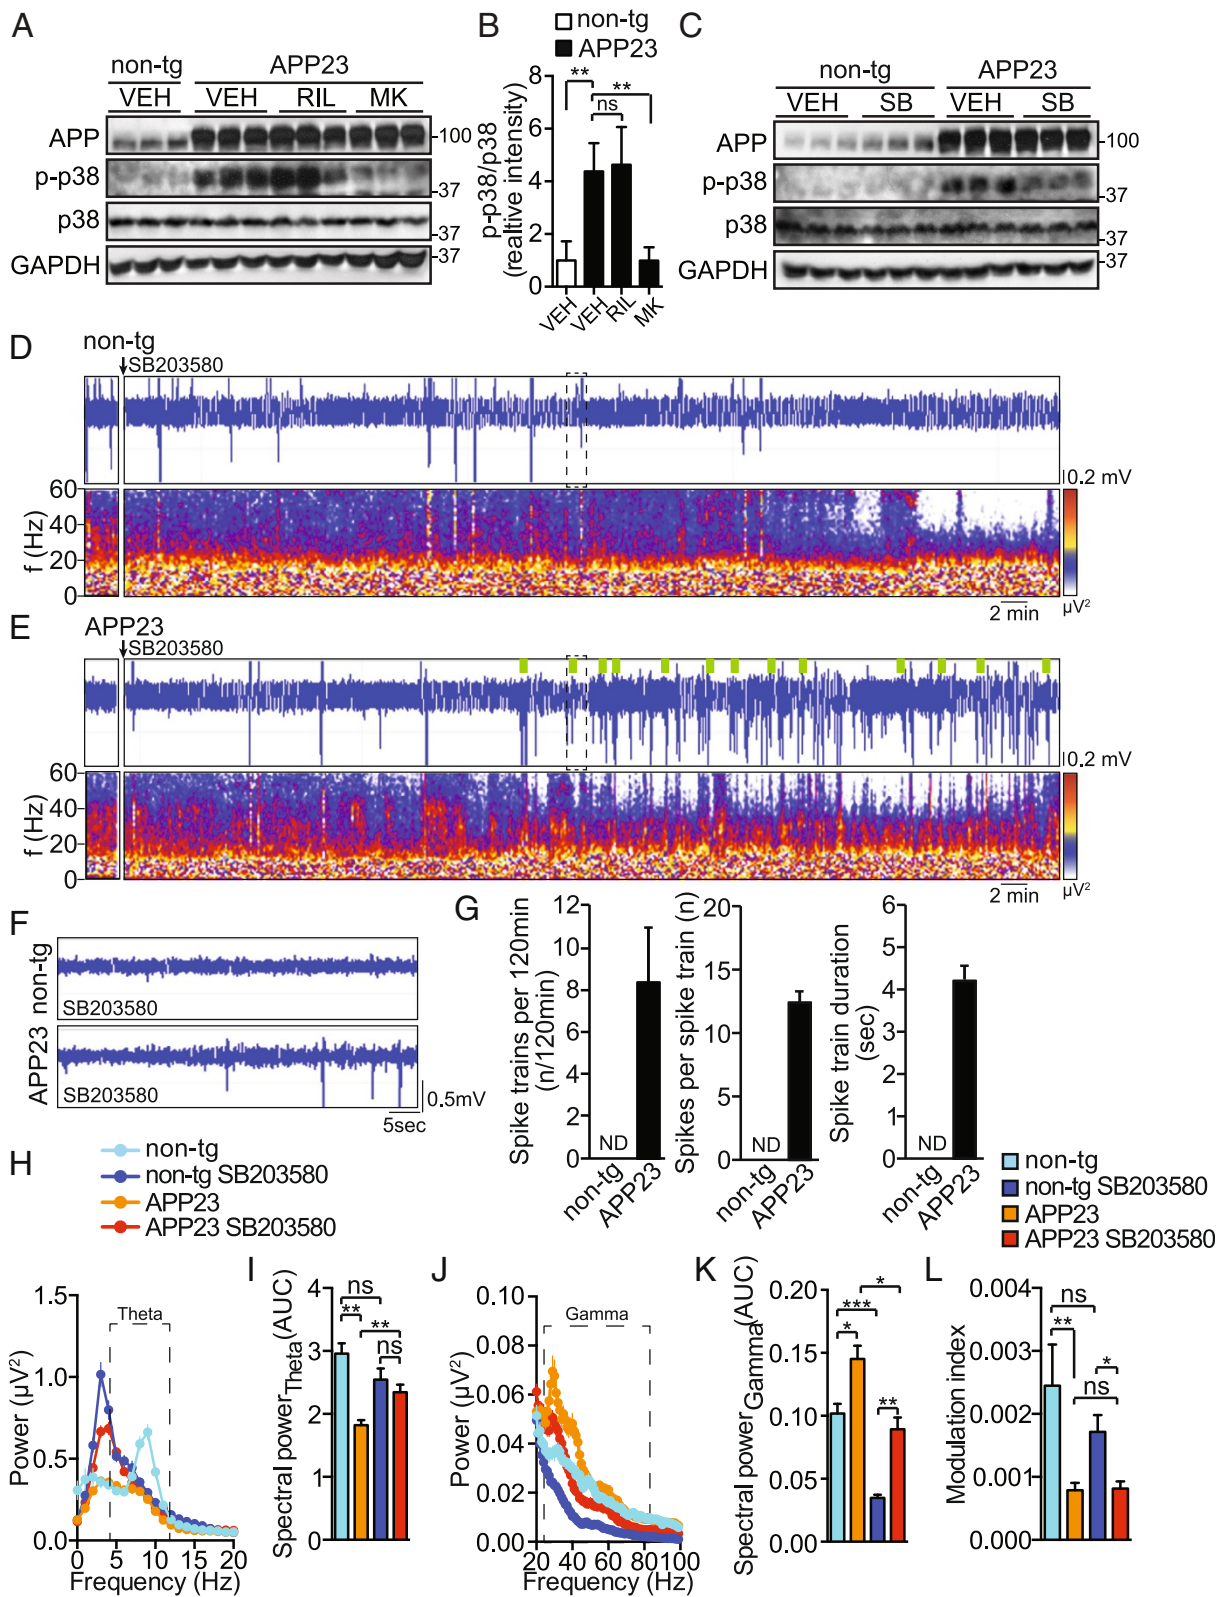 A
non-tg
APP23
VEH
VEH
RIL
MK
APP
-100
p-p38
-37
p38
-37
GAPDH
-37
B
non-tg
APP23
p-p38/p38
(realtive intensity)
8
6
4
2
0
**
**
ns
VEH
VEH
RIL
MK
C
non-tg
APP23
VEH
SB
VEH
SB
APP
-100
p-p38
-37
p38
-37
GAPDH
-37
D
non-tg
SB203580
0.2 mV
f (Hz)
60
40
20
0
2 min
µV²
E
APP23
SB203580
0.2 mV
f (Hz)
60
40
20
0
2 min
µV²
F
non-tg
SB203580
APP23
SB203580
0.5mV
5sec
G
Spike trains per 120min
(n/120min)
12
10
8
6
4
2
0
ND
non-tg
APP23
Spikes per spike train (n)
20
15
10
5
0
ND
non-tg
APP23
Spike train duration
(sec)
6
5
4
3
2
1
0
ND
non-tg
APP23
H
non-tg
non-tg SB203580
APP23
APP23 SB203580
non-tg
non-tg SB203580
APP23
APP23 SB203580
Power (µV²)
1.5
1.0
0.5
0.0
Theta
0
5
10
15
20
Frequency (Hz)
I
Spectral powerTheta(AUC)
4
3
2
1
0
ns
**
**
ns
J
Power (µV²)
0.10
0.08
0.06
0.04
0.02
0.00
Gamma
20
40
60
80
100
Frequency (Hz)
K
Spectral powerGamma(AUC)
0.20
0.15
0.10
0.05
0.00
*
***
*
**
L
Modulation index
0.004
0.003
0.002
0.001
0.000
ns
**
*
ns